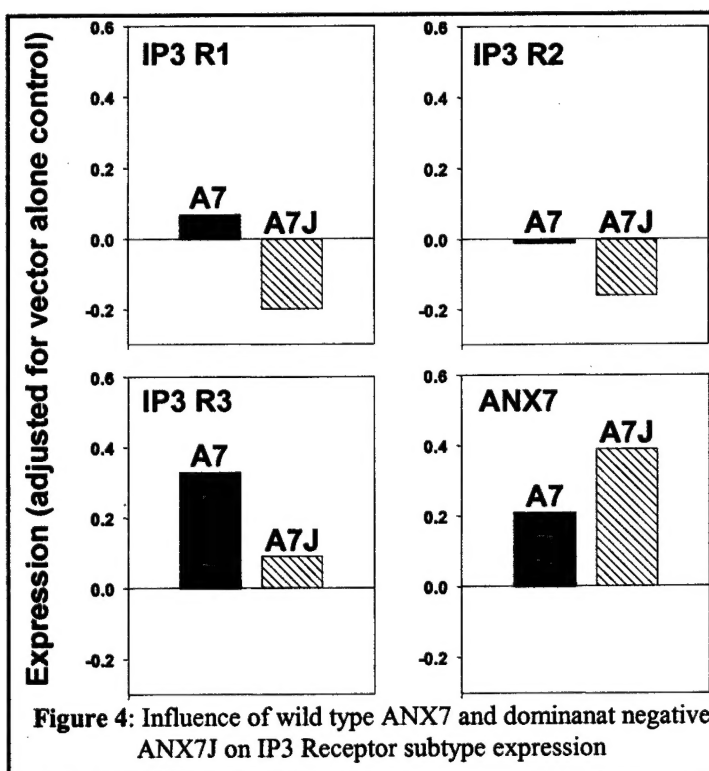 Expression (adjusted for vector alone control)
IP3 R1
0.6
0.4
0.2
0.0
-0.2
A7
A7J
IP3 R2
0.6
0.4
0.2
0.0
-0.2
A7
A7J
IP3 R3
0.6
0.4
0.2
0.0
-0.2
A7
A7J
ANX7
0.6
0.4
0.2
0.0
-0.2
A7
A7J
Figure 4: Influence of wild type ANX7 and dominanat negative
ANX7J on IP3 Receptor subtype expression